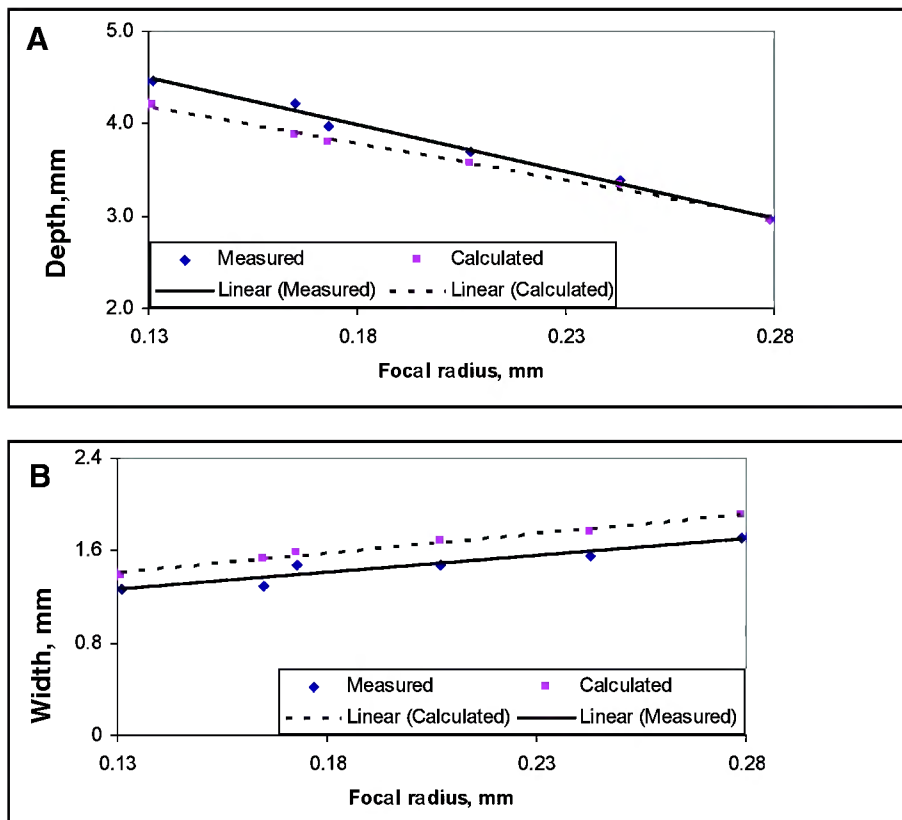 A
5.0
4.0
3.0
2.0
Depth,mm
Measured Calculated
Linear (Measured) Linear (Calculated)
0.13 0.18 0.23 0.28
Focal radius, mm
B
2.4
1.6
0.8
0
Width, mm
Measured Calculated
Linear (Calculated) Linear (Measured)
0.13 0.18 0.23 0.28
Focal radius, mm